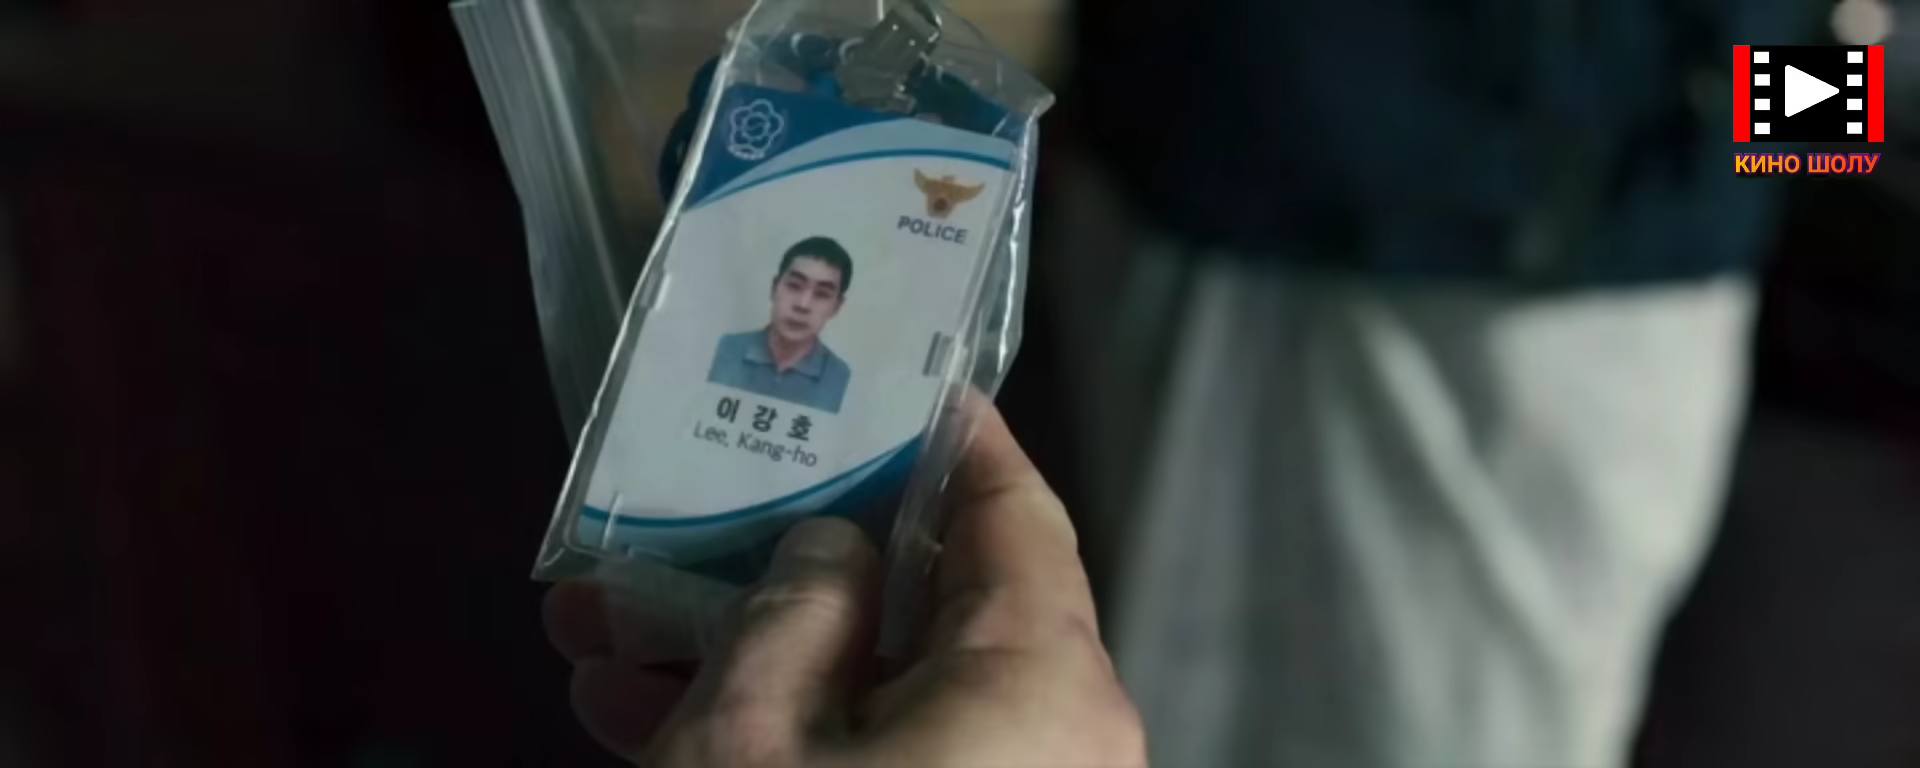 КИНО ШОЛУ
POLICE
이 강 호
Lee, Kang-ho